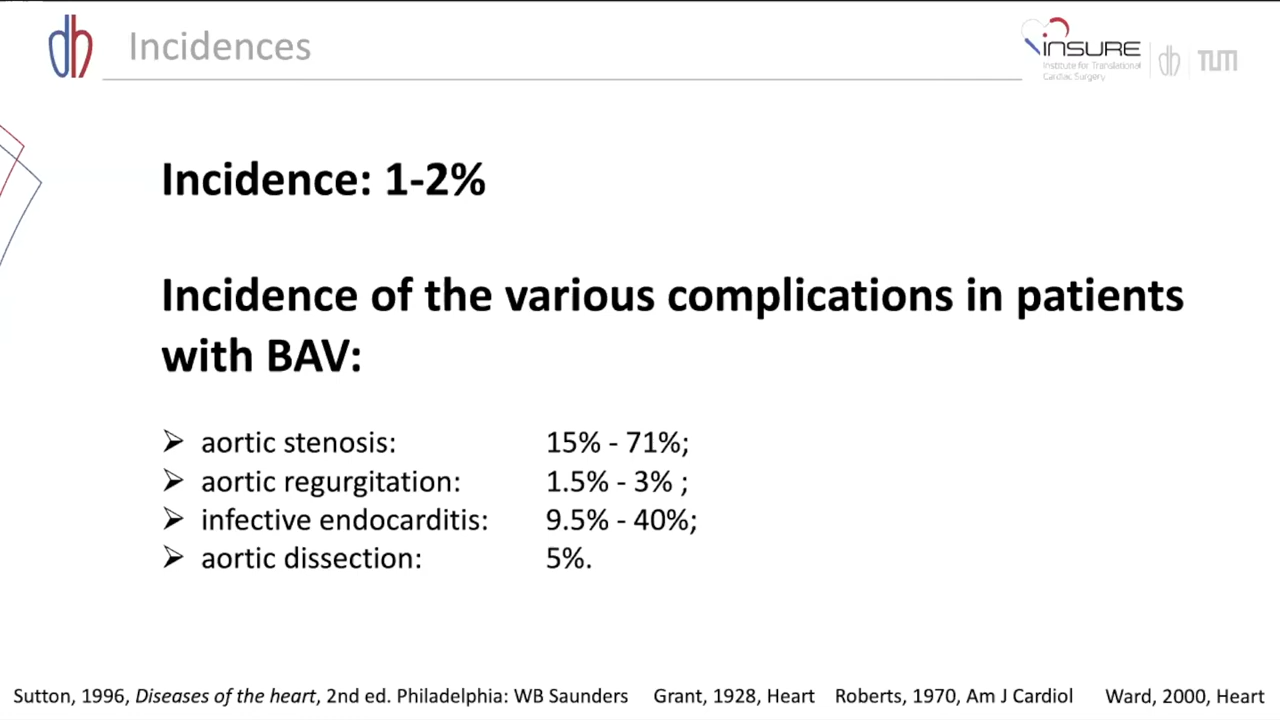 Incidences
INSURE
Institute for Translational
Cardiac Surgery
TUM
Incidence: 1-2%
Incidence of the various complications in patients
with BAV:
➢ aortic stenosis: 15% - 71%;
➢ aortic regurgitation: 1.5% - 3% ;
➢ infective endocarditis: 9.5% - 40%;
➢ aortic dissection: 5%.
Sutton, 1996, Diseases of the heart, 2nd ed. Philadelphia: WB Saunders Grant, 1928, Heart Roberts, 1970, Am J Cardiol Ward, 2000, Heart